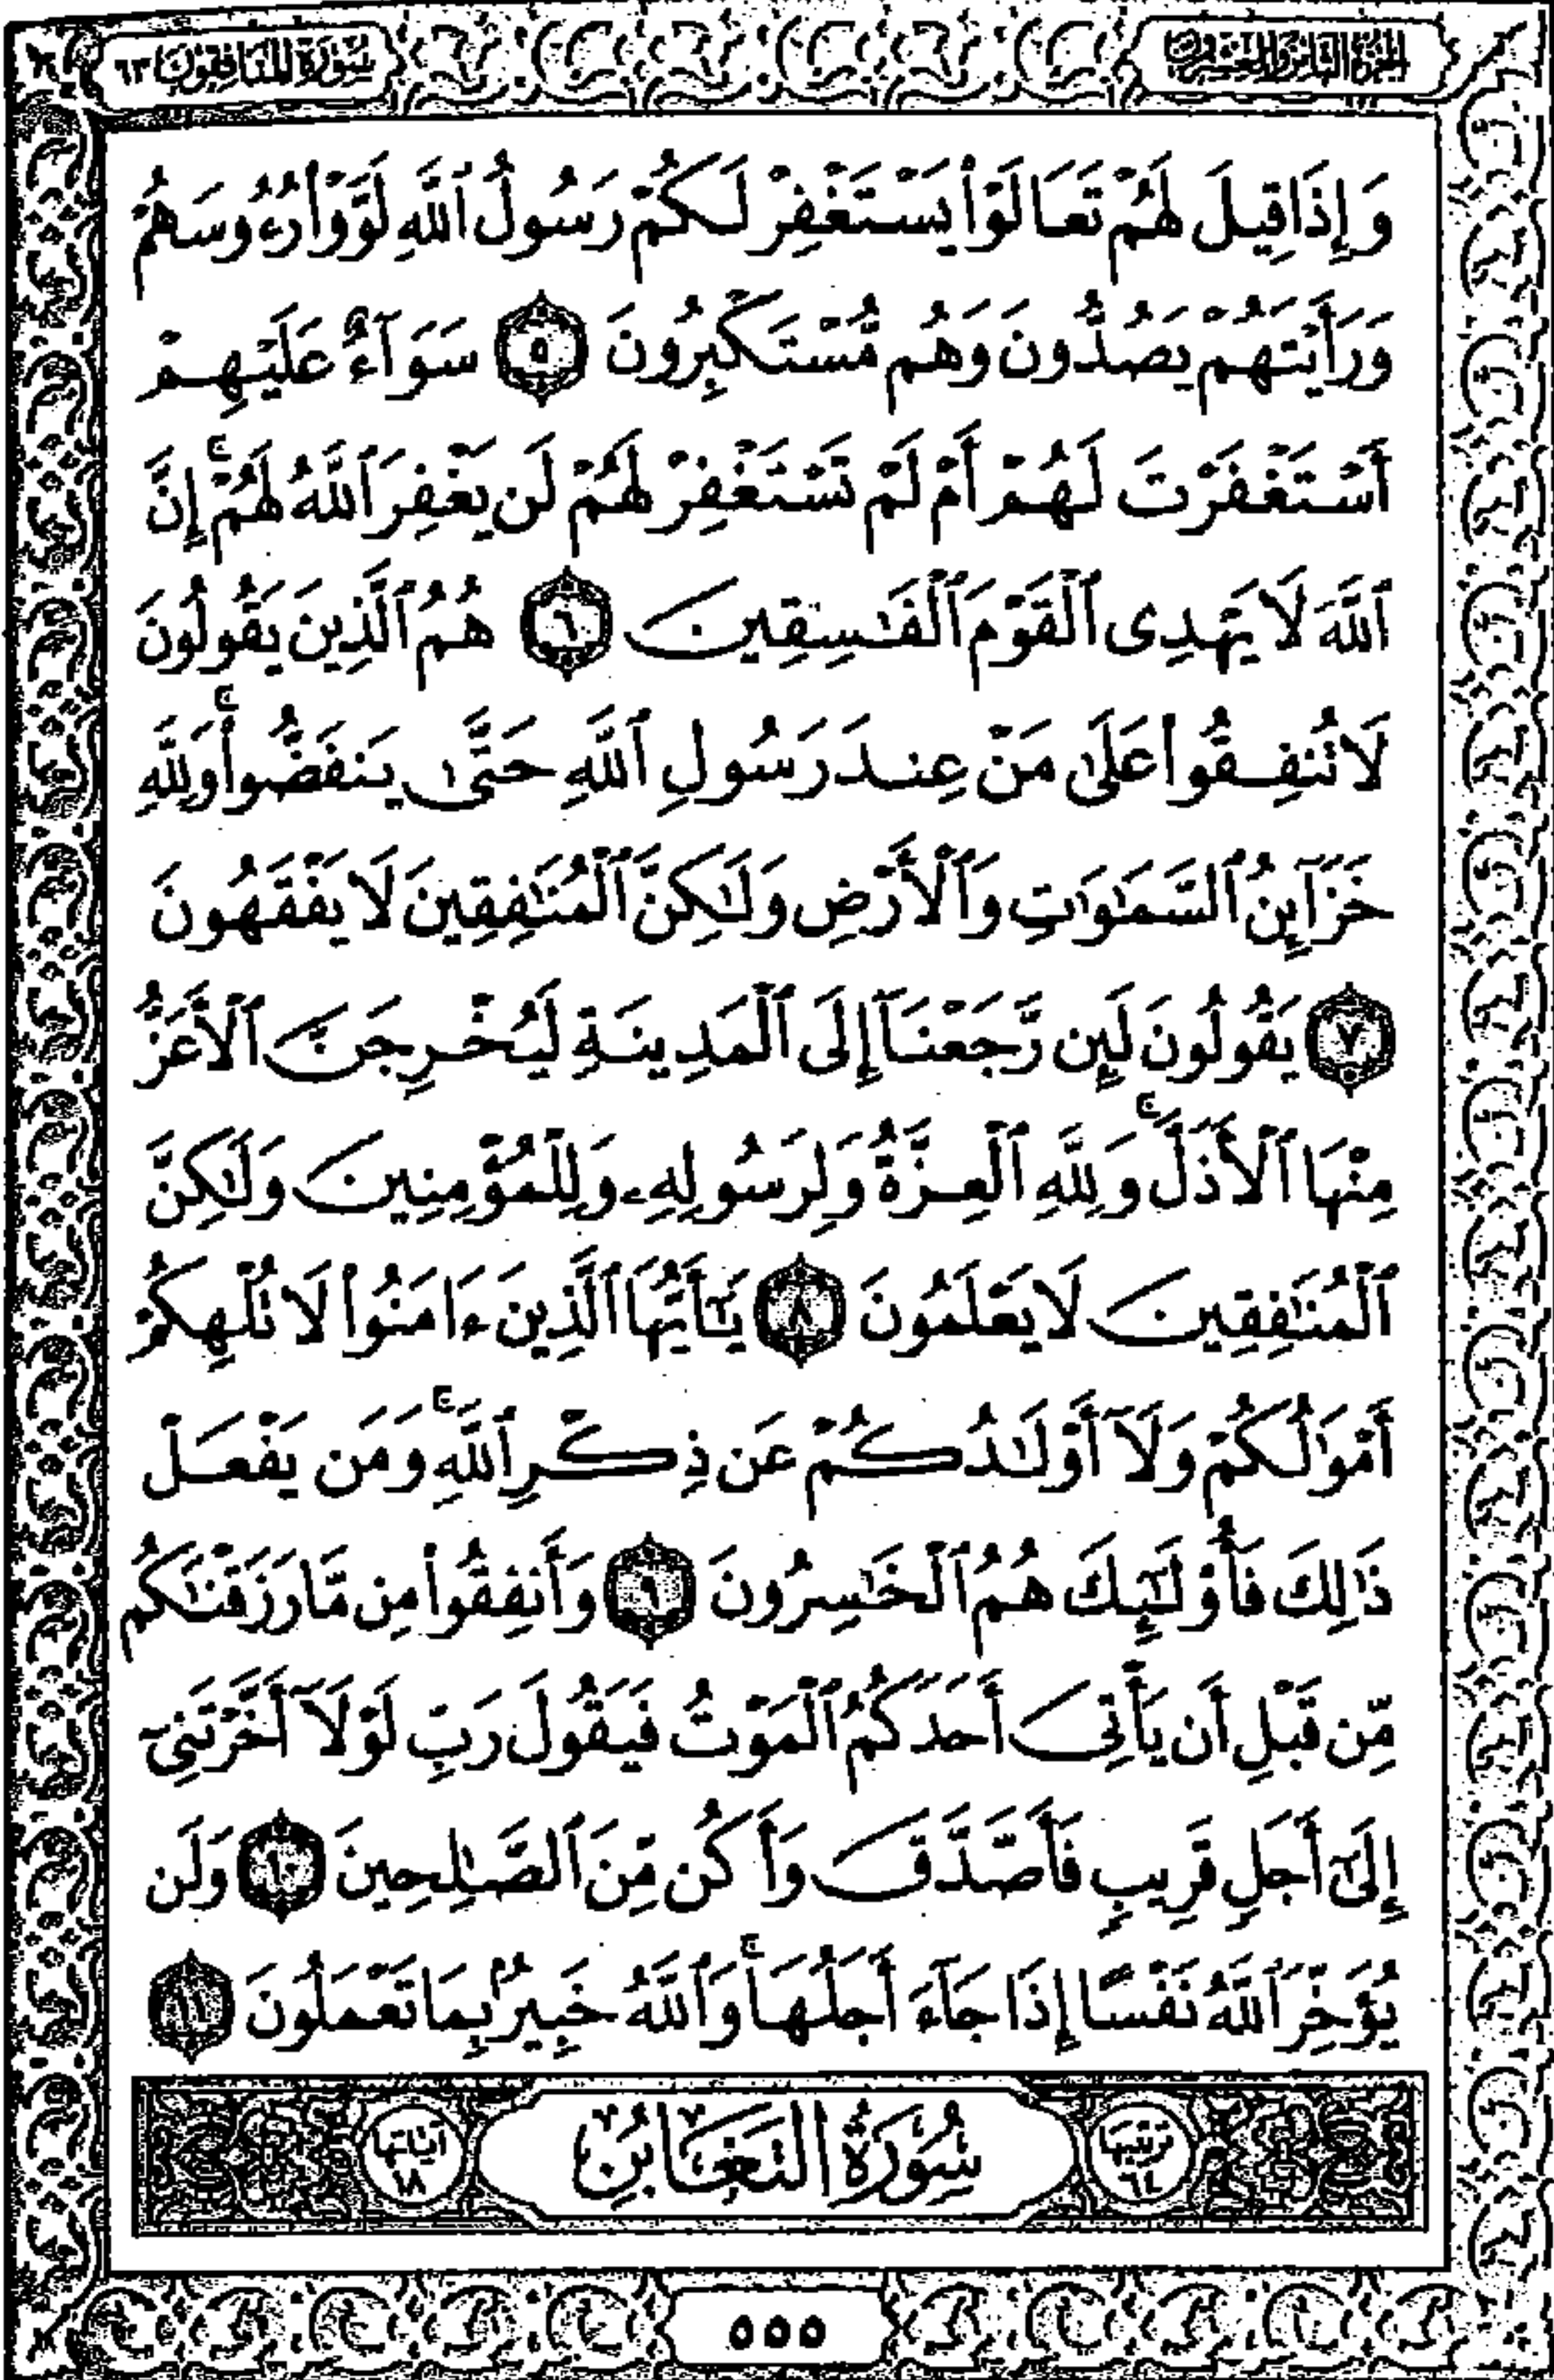 الجزء الثامن والعشرون
سورة المنافقون ٦٣
وَإِذَا قِيلَ لَهُمْ تَعَالَوْا۟ يَسْتَغْفِرْ لَكُمْ رَسُولُ ٱللَّهِ لَوَّوْا۟ رُءُوسَهُمْ
وَرَأَيْتَهُمْ يَصُدُّونَ وَهُم مُّسْتَكْبِرُونَ ٥ سَوَآءٌ عَلَيْهِمْ
أَسْتَغْفَرْتَ لَهُمْ أَمْ لَمْ تَسْتَغْفِرْ لَهُمْ لَن يَغْفِرَ ٱللَّهُ لَهُمْ ۚ إِنَّ
ٱللَّهَ لَا يَهْدِى ٱلْقَوْمَ ٱلْفَـٰسِقِينَ ٦ هُمُ ٱلَّذِينَ يَقُولُونَ
لَا تُنفِقُوا۟ عَلَىٰ مَنْ عِندَ رَسُولِ ٱللَّهِ حَتَّىٰ يَنفَضُّوا۟ ۚ وَلِلَّهِ
خَزَآئِنُ ٱلسَّمَـٰوَٰتِ وَٱلْأَرْضِ وَلَـٰكِنَّ ٱلْمُنَـٰفِقِينَ لَا يَفْقَهُونَ
٧ يَقُولُونَ لَئِن رَّجَعْنَآ إِلَى ٱلْمَدِينَةِ لَيُخْرِجَنَّ ٱلْأَعَزُّ
مِنْهَا ٱلْأَذَلَّ ۚ وَلِلَّهِ ٱلْعِزَّةُ وَلِرَسُولِهِۦ وَلِلْمُؤْمِنِينَ وَلَـٰكِنَّ
ٱلْمُنَـٰفِقِينَ لَا يَعْلَمُونَ ٨ يَـٰٓأَيُّهَا ٱلَّذِينَ ءَامَنُوا۟ لَا تُلْهِكُمْ
أَمْوَٰلُكُمْ وَلَآ أَوْلَـٰدُكُمْ عَن ذِكْرِ ٱللَّهِ ۚ وَمَن يَفْعَلْ
ذَٰلِكَ فَأُو۟لَـٰٓئِكَ هُمُ ٱلْخَـٰسِرُونَ ٩ وَأَنفِقُوا۟ مِن مَّا رَزَقْنَـٰكُم
مِّن قَبْلِ أَن يَأْتِىَ أَحَدَكُمُ ٱلْمَوْتُ فَيَقُولَ رَبِّ لَوْلَآ أَخَّرْتَنِىٓ
إِلَىٰٓ أَجَلٍ قَرِيبٍ فَأَصَّدَّقَ وَأَكُن مِّنَ ٱلصَّـٰلِحِينَ ١٠ وَلَن
يُؤَخِّرَ ٱللَّهُ نَفْسًا إِذَا جَآءَ أَجَلُهَا ۚ وَٱللَّهُ خَبِيرٌۢ بِمَا تَعْمَلُونَ ١١
ترتيبها ٦٤ سُورَةُ التَّغَابُنِ آياتها ١٨
٥٥٥